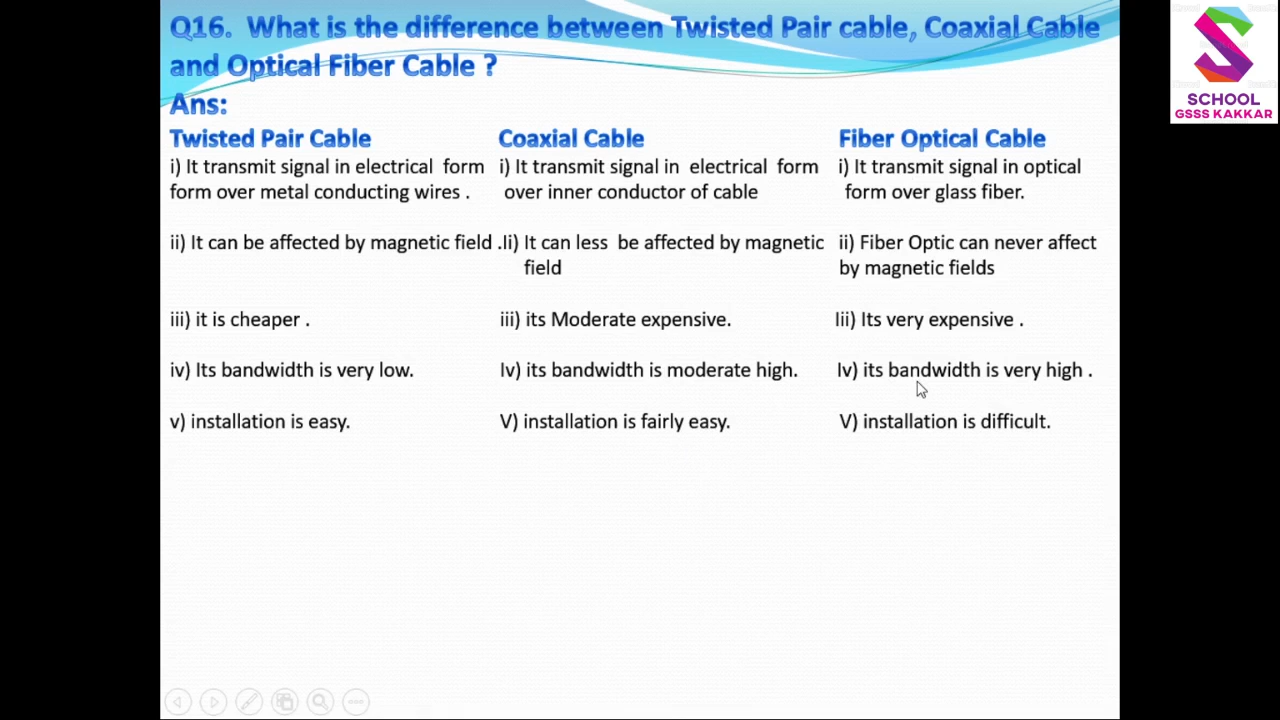 Q16. What is the difference between Twisted Pair cable, Coaxial Cable
and Optical Fiber Cable ?
Ans:
Twisted Pair Cable
i) It transmit signal in electrical form
form over metal conducting wires .
ii) It can be affected by magnetic field .
iii) it is cheaper .
iv) Its bandwidth is very low.
v) installation is easy.
Coaxial Cable
i) It transmit signal in electrical form
over inner conductor of cable
Ii) It can less be affected by magnetic
field
iii) its Moderate expensive.
Iv) its bandwidth is moderate high.
V) installation is fairly easy.
Fiber Optical Cable
i) It transmit signal in optical
form over glass fiber.
ii) Fiber Optic can never affect
by magnetic fields
Iii) Its very expensive .
Iv) its bandwidth is very high .
V) installation is difficult.
SCHOOL
GSSS KAKKAR